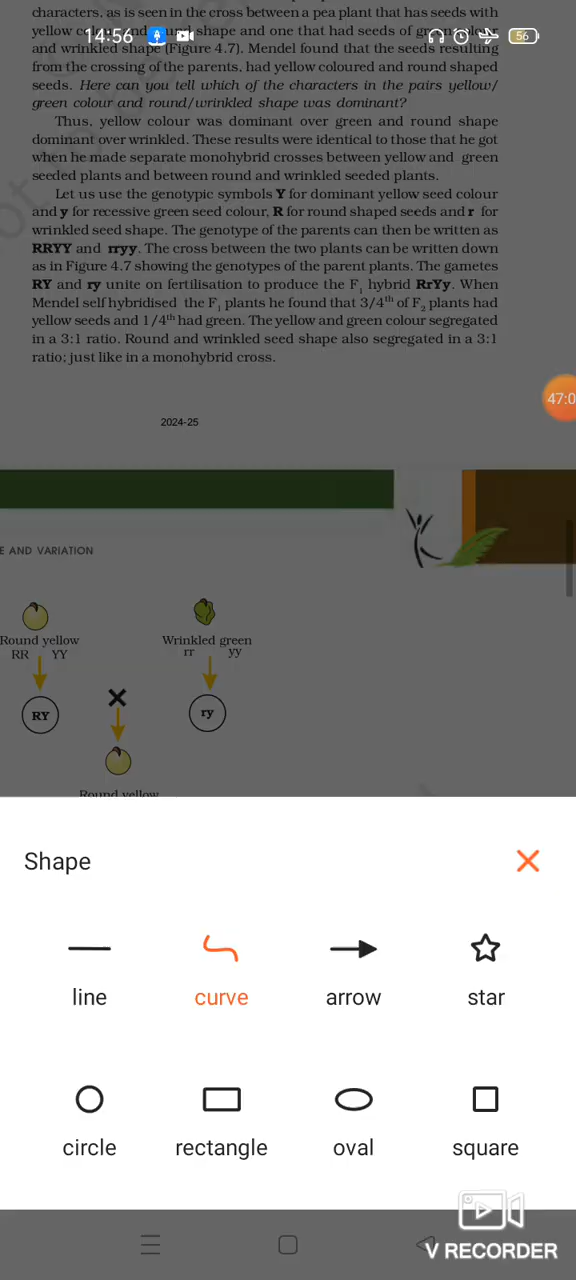 characters, as is seen in the cross between a pea plant that has seeds with
14:56
56
yellow colour and round shape and one that had seeds of green colour
and wrinkled shape (Figure 4.7). Mendel found that the seeds resulting
from the crossing of the parents, had yellow coloured and round shaped
seeds. Here can you tell which of the characters in the pairs yellow/
green colour and round/wrinkled shape was dominant?
Thus, yellow colour was dominant over green and round shape
dominant over wrinkled. These results were identical to those that he got
when he made separate monohybrid crosses between yellow and green
seeded plants and between round and wrinkled seeded plants.
Let us use the genotypic symbols Y for dominant yellow seed colour
and y for recessive green seed colour, R for round shaped seeds and r for
wrinkled seed shape. The genotype of the parents can then be written as
RRYY and rryy. The cross between the two plants can be written down
as in Figure 4.7 showing the genotypes of the parent plants. The gametes
RY and ry unite on fertilisation to produce the F1 hybrid RrYy. When
Mendel self hybridised the F1 plants he found that 3/4th of F2 plants had
yellow seeds and 1/4th had green. The yellow and green colour segregated
in a 3:1 ratio. Round and wrinkled seed shape also segregated in a 3:1
ratio; just like in a monohybrid cross.
47:0
2024-25
E AND VARIATION
Round yellow Wrinkled green
RR YY rr yy
RY ry
Round yellow
Shape
line curve arrow star
circle rectangle oval square
V RECORDER